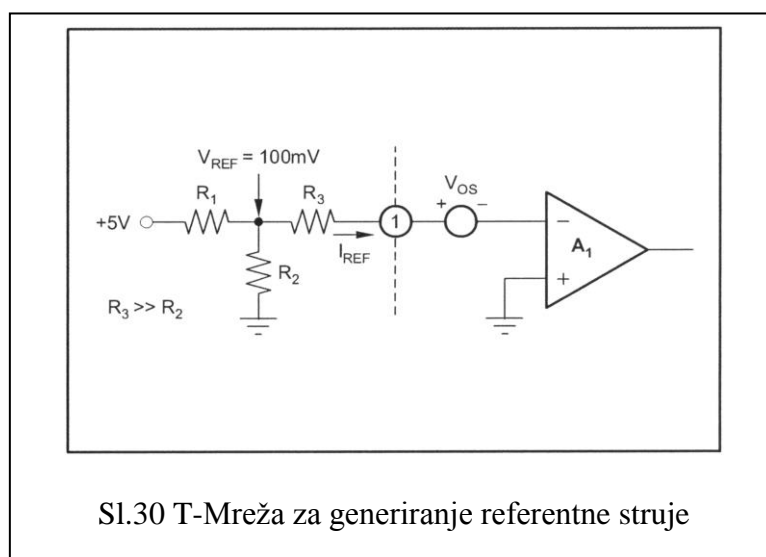 V_REF = 100mV
V_OS
R_1
R_3
+5V
1
+ -
-
A_1
I_REF
R_2
+
R_3 >> R_2
Sl.30 T-Mreža za generiranje referentne struje